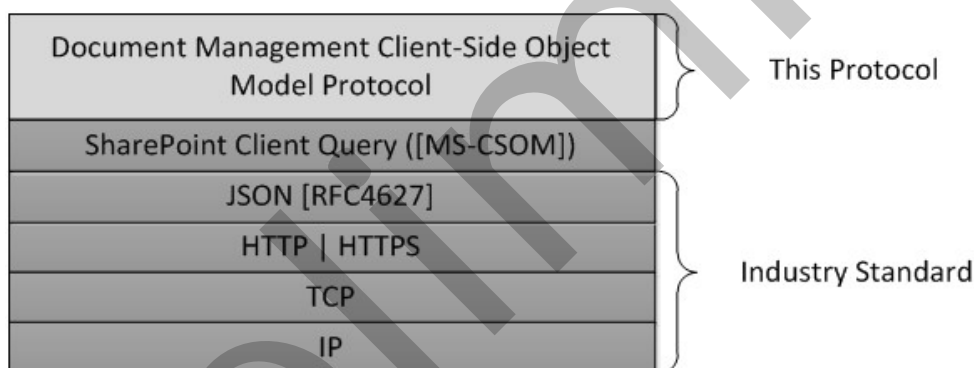 Document Management Client-Side Object
Model Protocol
This Protocol
SharePoint Client Query ([MS-CSOM])
JSON [RFC4627]
HTTP | HTTPS
Industry Standard
TCP
IP